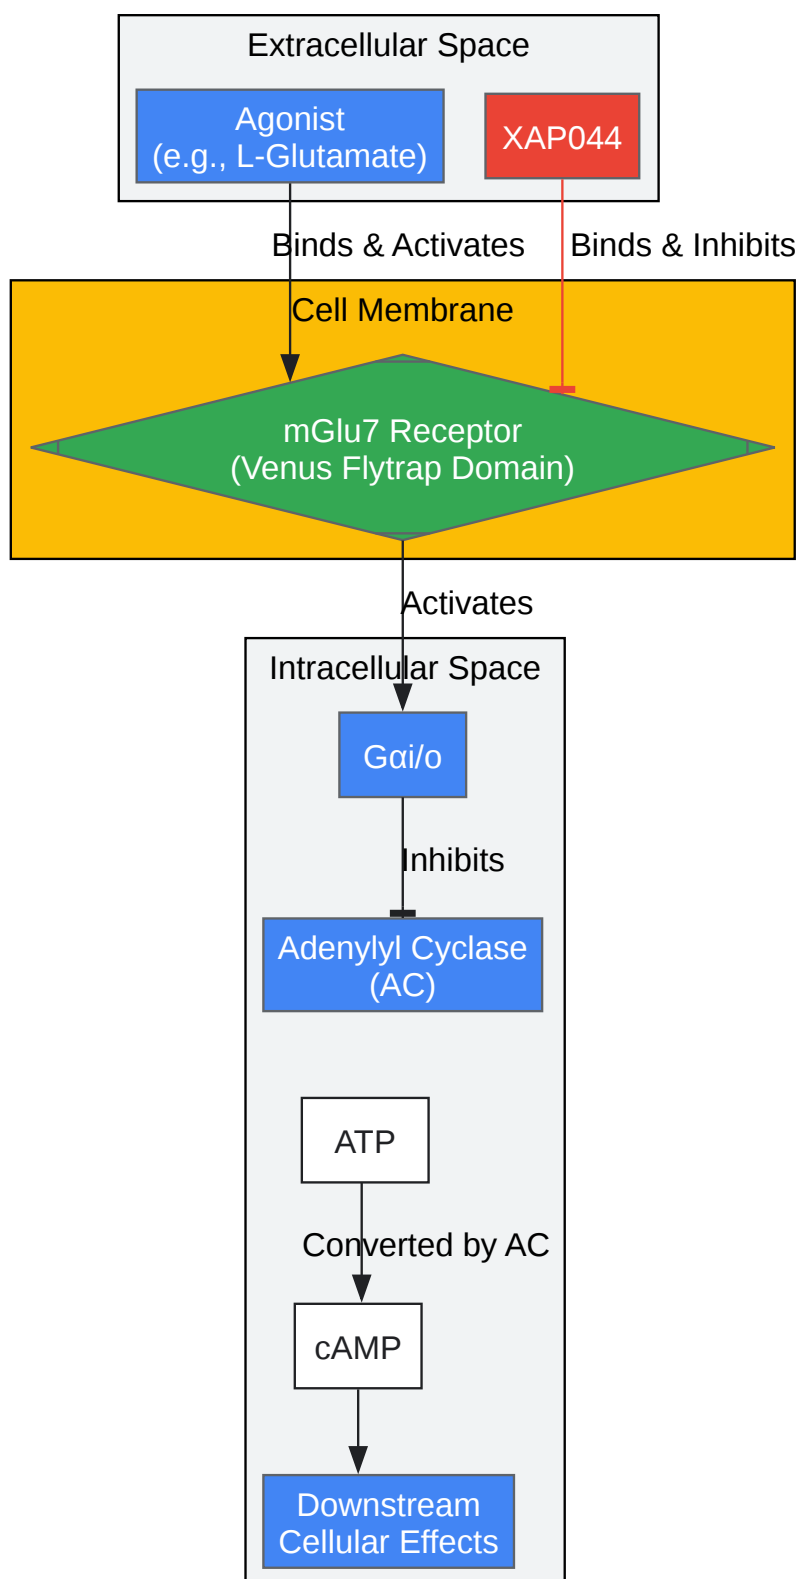 Extracellular Space
Agonist
(e.g., L-Glutamate)
XAP044
Binds & Activates
Binds & Inhibits
Cell Membrane
mGlu7 Receptor
(Venus Flytrap Domain)
Activates
Intracellular Space
Gαi/o
Inhibits
Adenylyl Cyclase
(AC)
ATP
Converted by AC
cAMP
Downstream
Cellular Effects